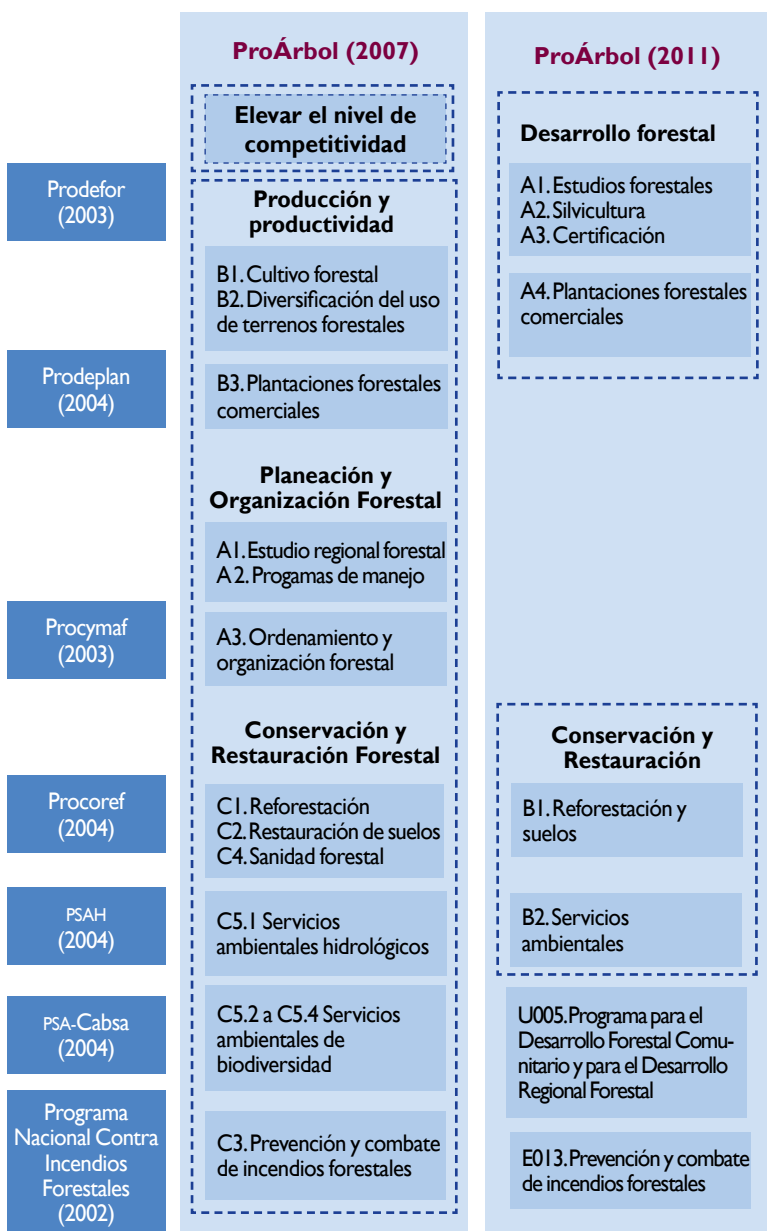 ProÁrbol (2007)
ProÁrbol (2011)
Elevar el nivel de
competitividad
Desarrollo forestal
Prodefor
(2003)
Producción y
productividad
A1. Estudios forestales
A2. Silvicultura
A3. Certificación
B1. Cultivo forestal
B2. Diversificación del uso
de terrenos forestales
A4. Plantaciones forestales
comerciales
Prodeplan
(2004)
B3. Plantaciones forestales
comerciales
Planeación y
Organización Forestal
A1. Estudio regional forestal
A2. Progamas de manejo
Procymaf
(2003)
A3. Ordenamiento y
organización forestal
Conservación y
Restauración Forestal
Conservación y
Restauración
Procoref
(2004)
C1. Reforestación
C2. Restauración de suelos
C4. Sanidad forestal
B1. Reforestación y
suelos
PSAH
(2004)
C5.1 Servicios
ambientales hidrológicos
B2. Servicios
ambientales
PSA-Cabsa
(2004)
C5.2 a C5.4 Servicios
ambientales de
biodiversidad
U005. Programa para el
Desarrollo Forestal Comu-
nitario y para el Desarrollo
Regional Forestal
Programa
Nacional Contra
Incendios
Forestales
(2002)
C3. Prevención y combate
de incendios forestales
E013. Prevención y combate
de incendios forestales